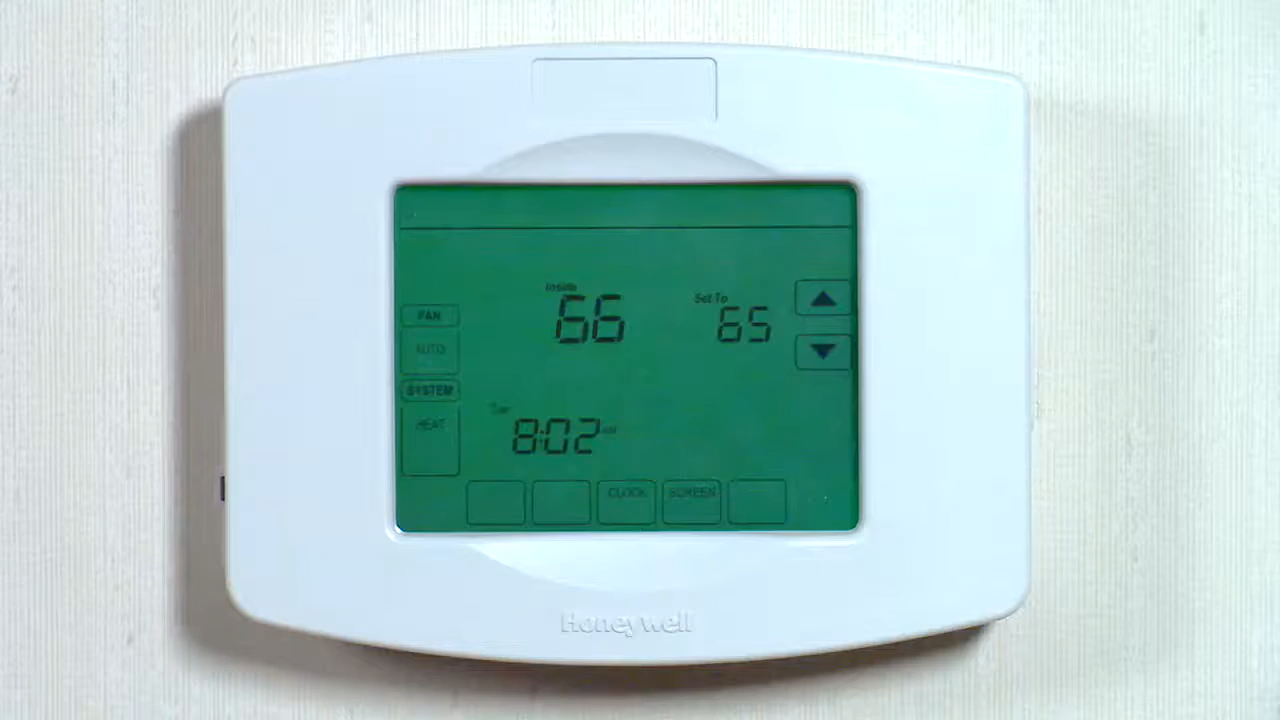 Inside
66
Set To
65
FAN
AUTO
SYSTEM
HEAT
8:02
CLOCK
SCREEN
Honeywell